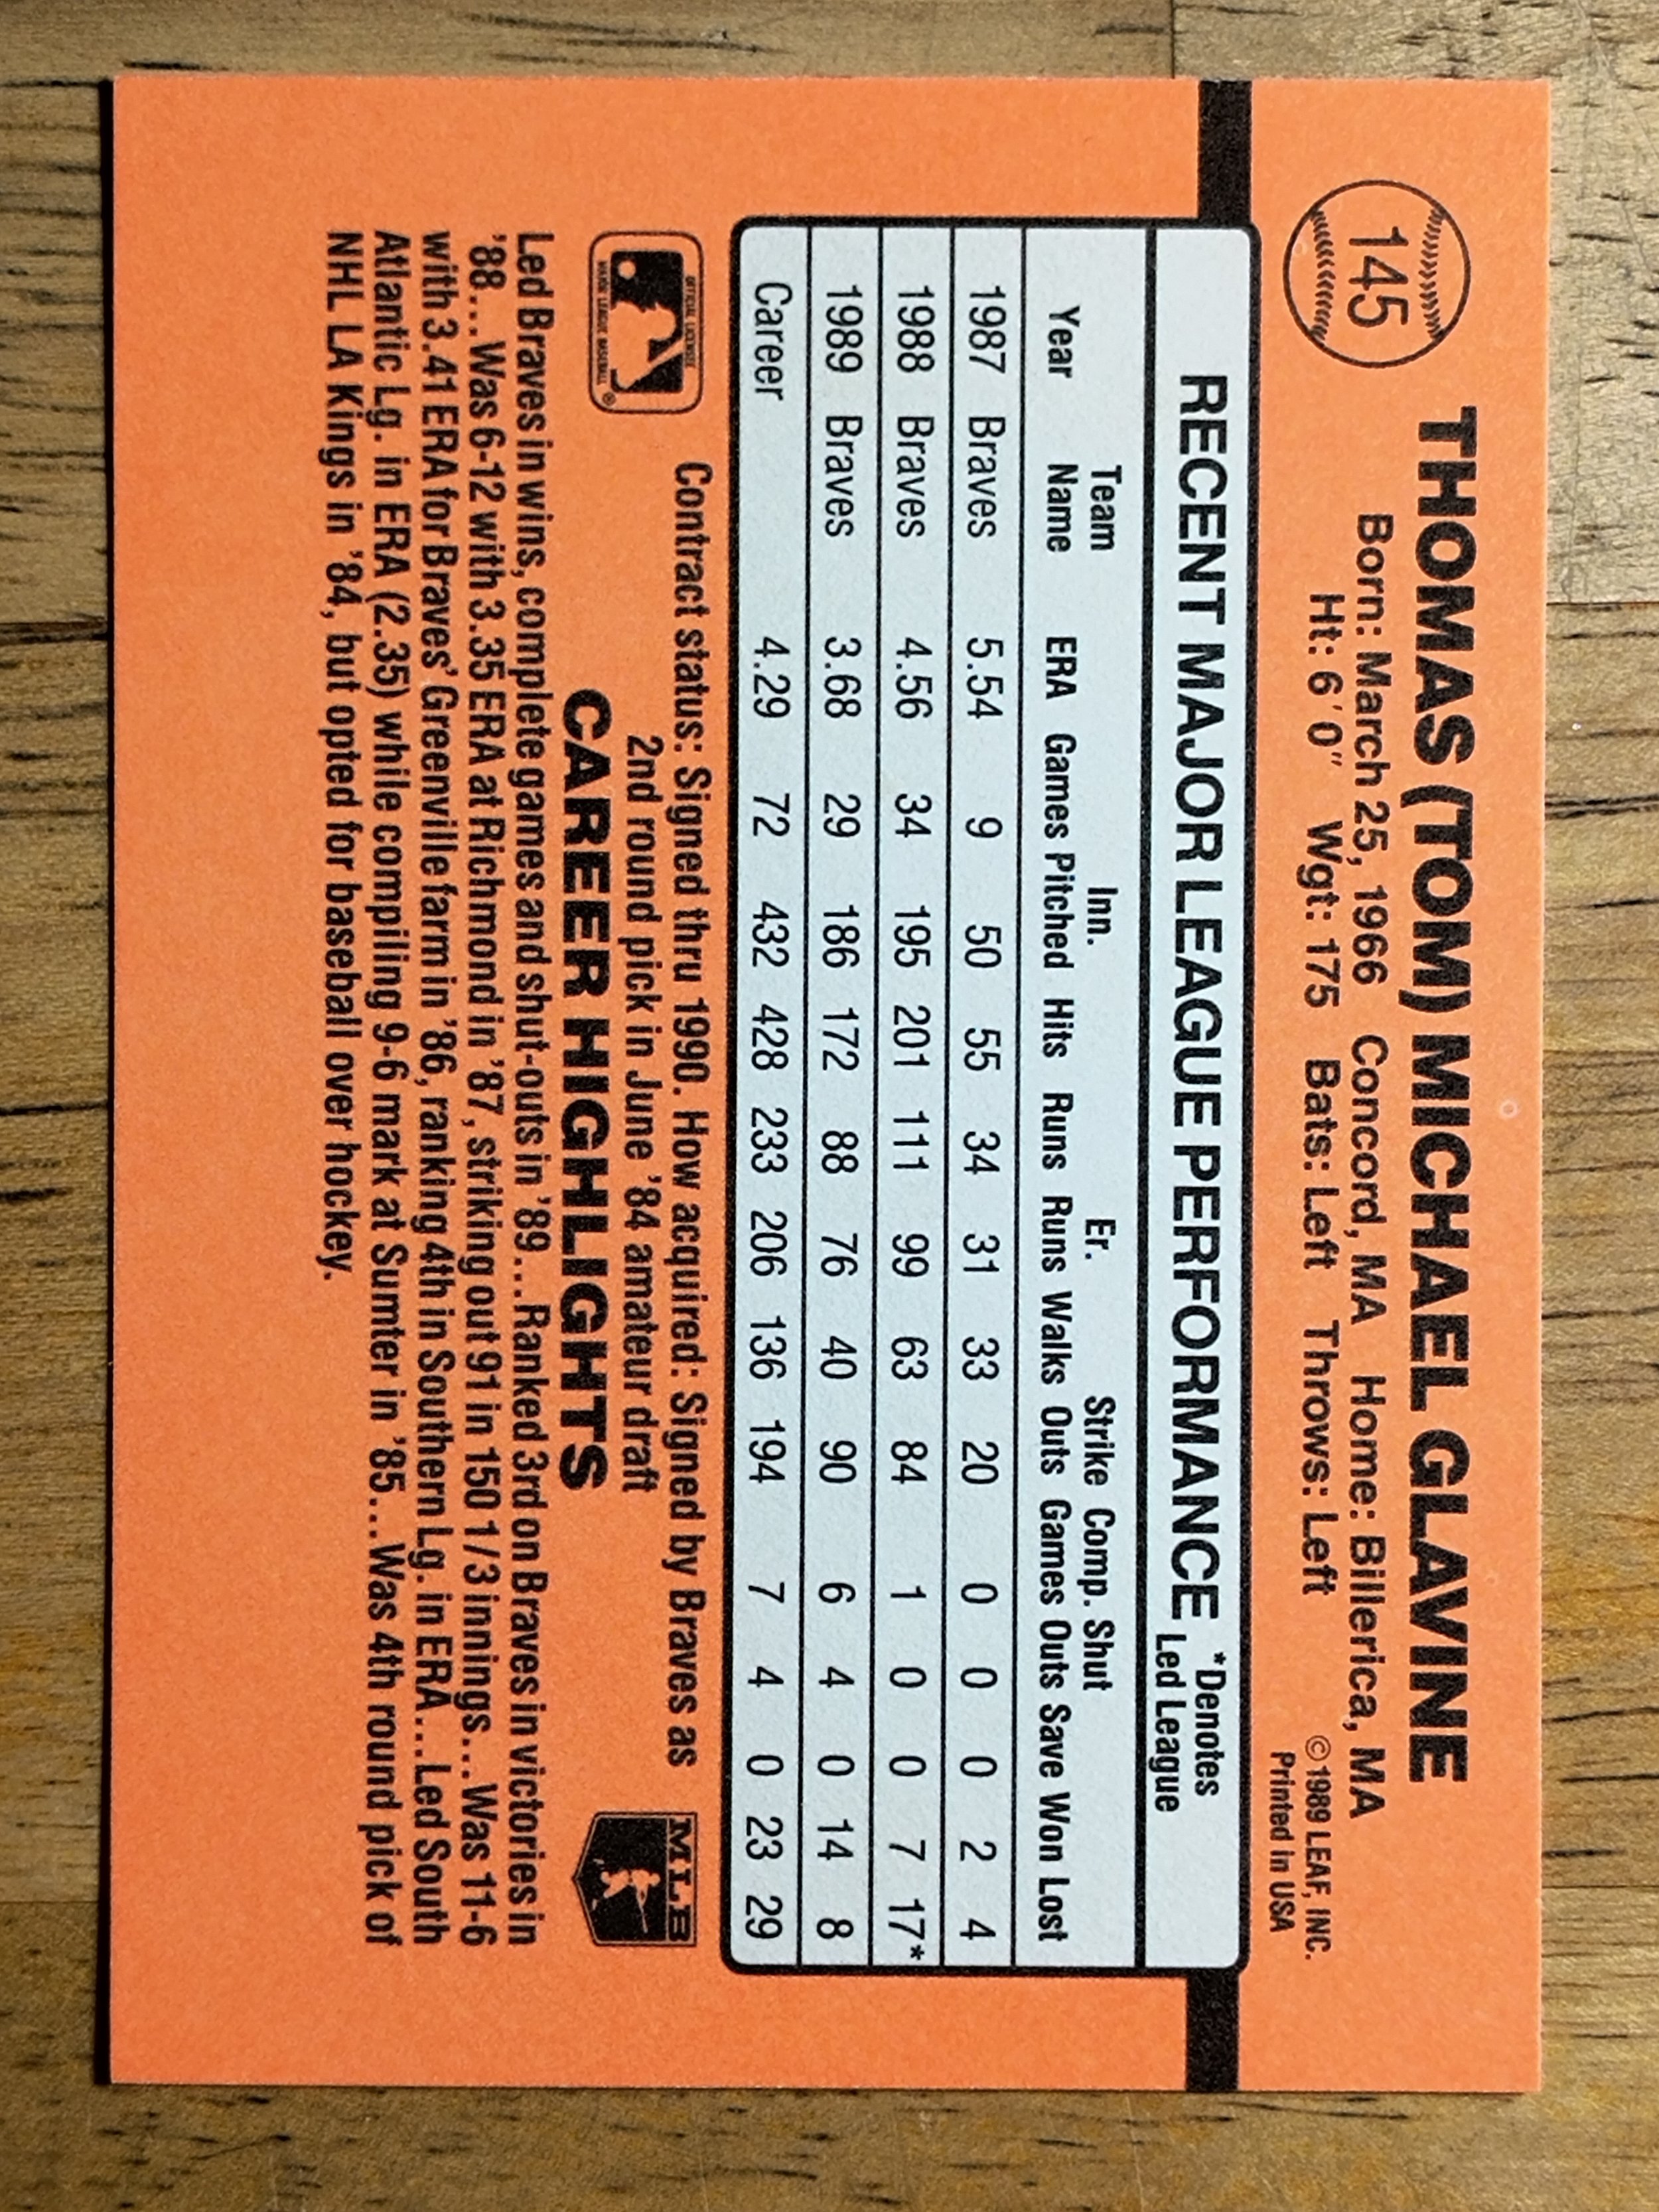 145
THOMAS (TOM) MICHAEL GLAVINE
Born: March 25, 1966 Concord, MA Home: Billerica, MA
Ht: 6'0" Wgt: 175 Bats: Left Throws: Left
© 1989 LEAF, INC.
Printed in USA
RECENT MAJOR LEAGUE PERFORMANCE *Denotes
Led League
Team Inn. Er. Strike Comp. Shut
Year Name ERA Games Pitched Hits Runs Runs Walks Outs Games Outs Save Won Lost
1987 Braves 5.54 9 50 55 34 31 33 20 0 0 0 2 4
1988 Braves 4.56 34 195 201 111 99 63 84 1 0 0 7 17*
1989 Braves 3.68 29 186 172 88 76 40 90 6 4 0 14 8
Career 4.29 72 432 428 233 206 136 194 7 4 0 23 29
OFFICIAL LICENSEE
MAJOR LEAGUE BASEBALL ®
Contract status: Signed thru 1990. How acquired: Signed by Braves as
2nd round pick in June '84 amateur draft
MLB
CAREER HIGHLIGHTS
Led Braves in wins, complete games and shut-outs in '89...Ranked 3rd on Braves in victories in
'88...Was 6-12 with 3.35 ERA at Richmond in '87, striking out 91 in 150 1/3 innings...Was 11-6
with 3.41 ERA for Braves' Greenville farm in '86, ranking 4th in Southern Lg. in ERA...Led South
Atlantic Lg. in ERA (2.35) while compiling 9-6 mark at Sumter in '85...Was 4th round pick of
NHL LA Kings in '84, but opted for baseball over hockey.